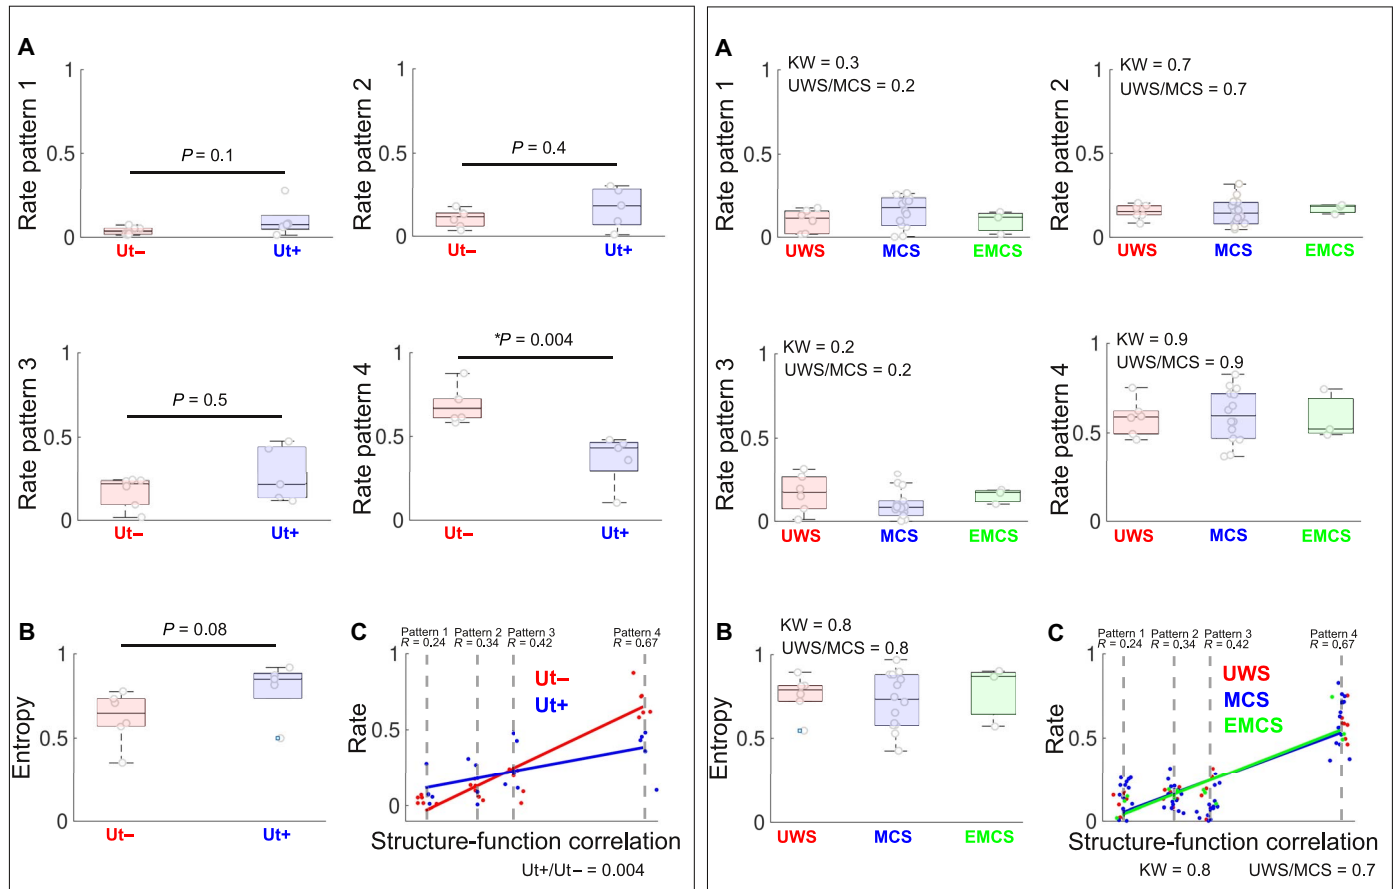 A
Rate pattern 1
1
0.5
0
P = 0.1
Ut−
Ut+
Rate pattern 2
1
0.5
0
P = 0.4
Ut−
Ut+
Rate pattern 3
1
0.5
0
P = 0.5
Ut−
Ut+
Rate pattern 4
1
0.5
0
*P = 0.004
Ut−
Ut+
B
Entropy
1
0.5
0
P = 0.08
Ut−
Ut+
C
Pattern 1
R = 0.24
Pattern 2
R = 0.34
Pattern 3
R = 0.42
Pattern 4
R = 0.67
Rate
1
0.5
0
Ut−
Ut+
Structure-function correlation
Ut+/Ut− = 0.004
A
Rate pattern 1
1
0.5
0
KW = 0.3
UWS/MCS = 0.2
UWS
MCS
EMCS
Rate pattern 2
1
0.5
0
KW = 0.7
UWS/MCS = 0.7
UWS
MCS
EMCS
Rate pattern 3
1
0.5
0
KW = 0.2
UWS/MCS = 0.2
UWS
MCS
EMCS
Rate pattern 4
1
0.5
0
KW = 0.9
UWS/MCS = 0.9
UWS
MCS
EMCS
B
Entropy
1
0.5
0
KW = 0.8
UWS/MCS = 0.8
UWS
MCS
EMCS
C
Pattern 1
R = 0.24
Pattern 2
R = 0.34
Pattern 3
R = 0.42
Pattern 4
R = 0.67
Rate
1
0.5
0
UWS
MCS
EMCS
Structure-function correlation
KW = 0.8
UWS/MCS = 0.7